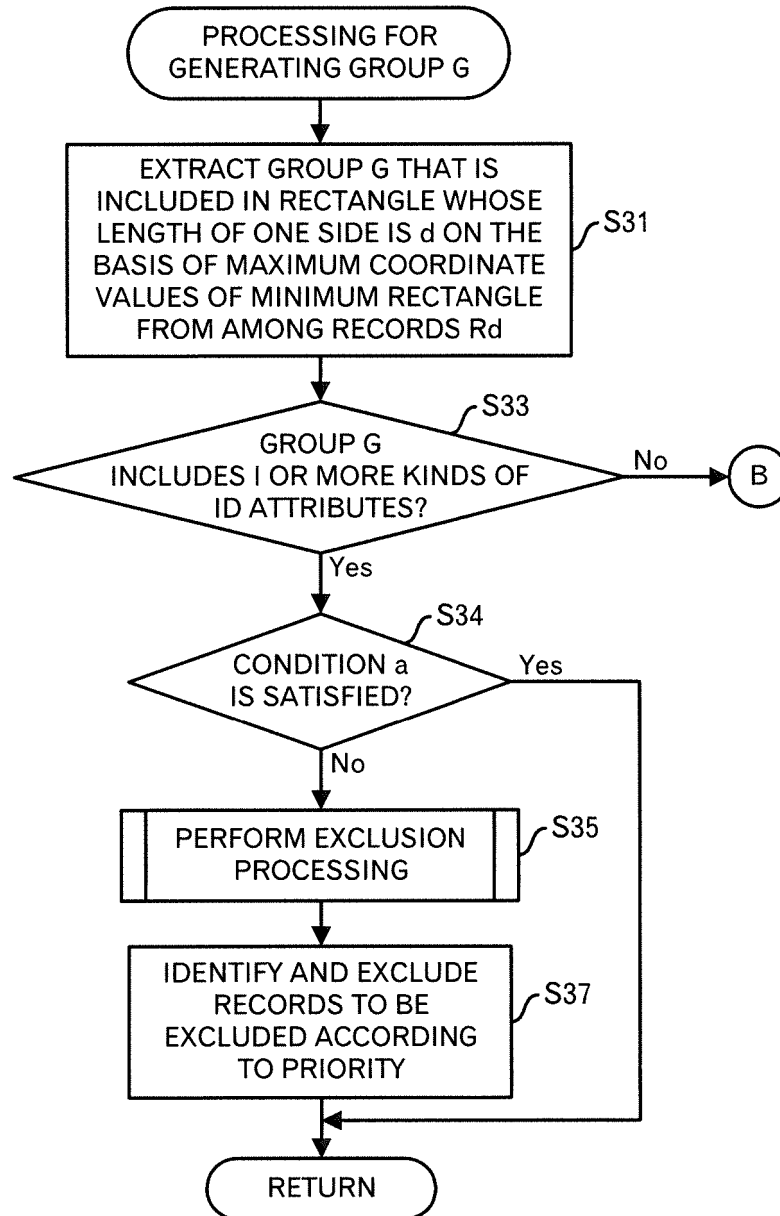 PROCESSING FOR
GENERATING GROUP G
EXTRACT GROUP G THAT IS
INCLUDED IN RECTANGLE WHOSE
LENGTH OF ONE SIDE IS d ON THE
BASIS OF MAXIMUM COORDINATE
VALUES OF MINIMUM RECTANGLE
FROM AMONG RECORDS Rd
S31
S33
GROUP G
INCLUDES l OR MORE KINDS OF
ID ATTRIBUTES?
No
B
Yes
S34
CONDITION a
IS SATISFIED?
Yes
No
PERFORM EXCLUSION
PROCESSING
S35
IDENTIFY AND EXCLUDE
RECORDS TO BE
EXCLUDED ACCORDING
TO PRIORITY
S37
RETURN